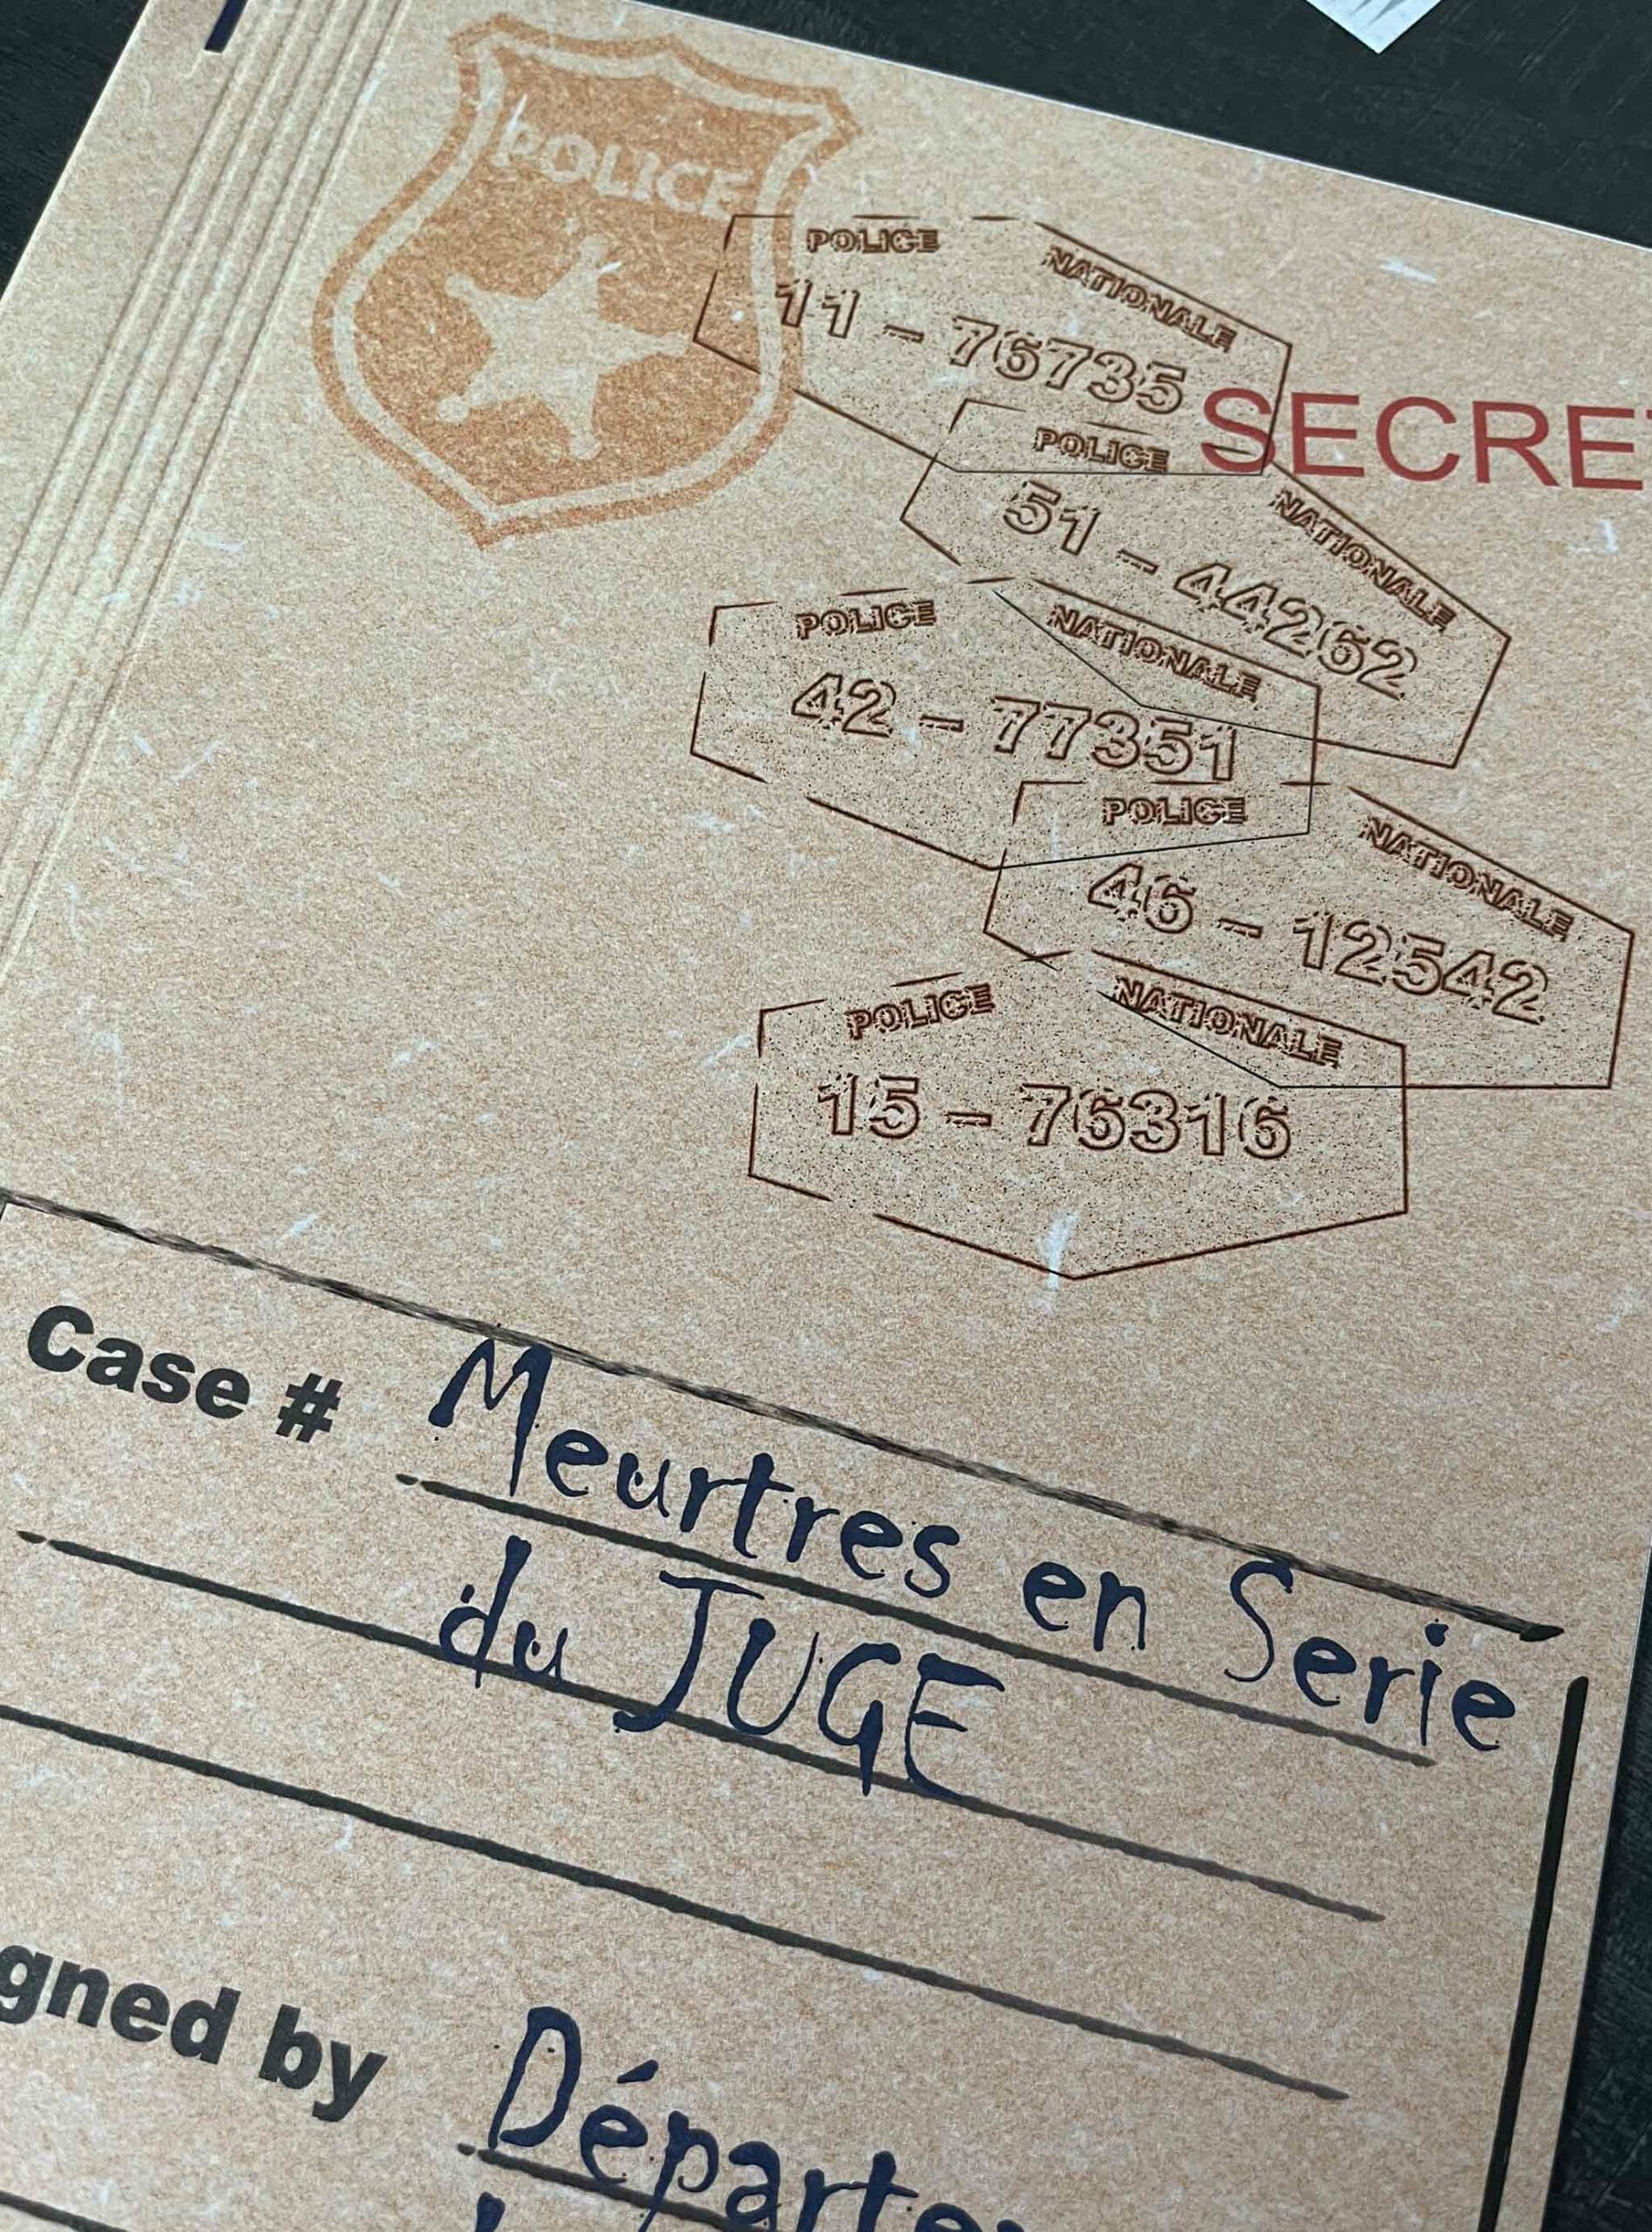 POLICE
POLICE NATIONALE
11 - 76735
SECRE
POLICE NATIONALE
51 - 44262
POLICE NATIONALE
42 - 77351
POLICE NATIONALE
46 - 12542
POLICE NATIONALE
15 - 76316
Case # Meurtres en Serie
du JUGE
gned by Départe